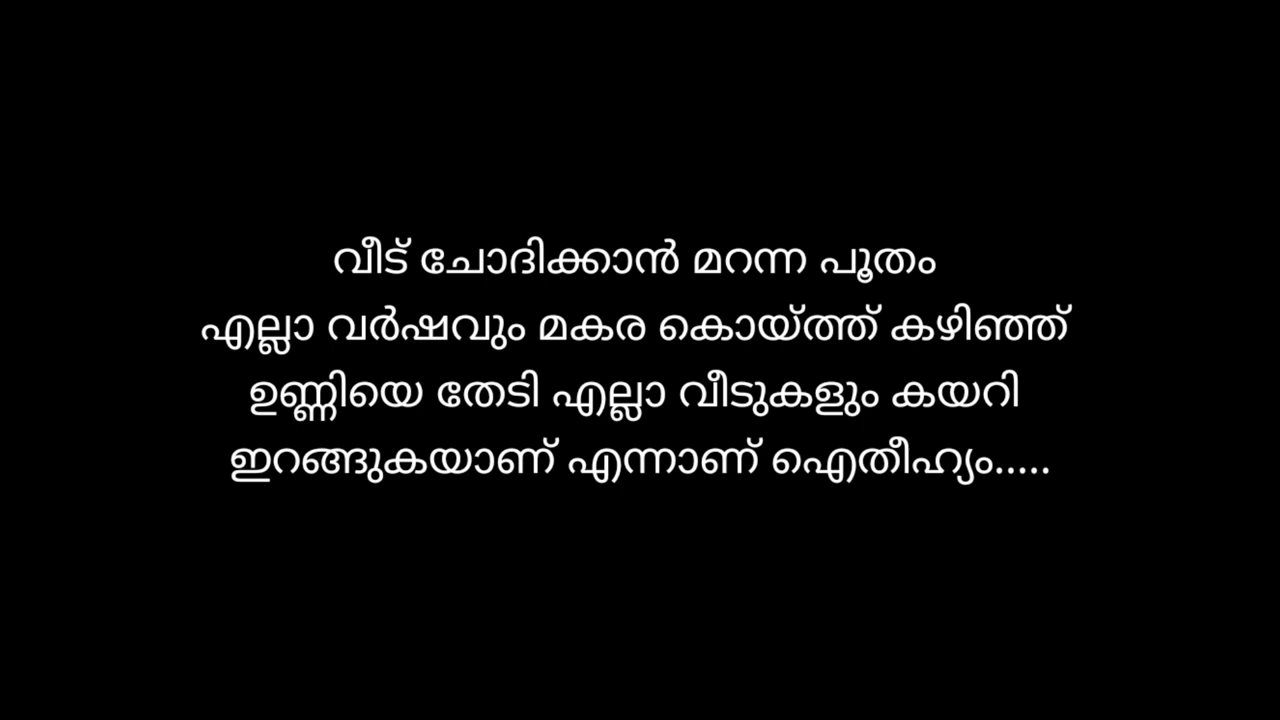 വീട് ചോദിക്കാൻ മറന്ന പൂതം
എല്ലാ വർഷവും മകര കൊയ്ത്ത് കഴിഞ്ഞ്
ഉണ്ണിയെ തേടി എല്ലാ വീടുകളും കയറി
ഇറങ്ങുകയാണ് എന്നാണ് ഐതീഹ്യം.....